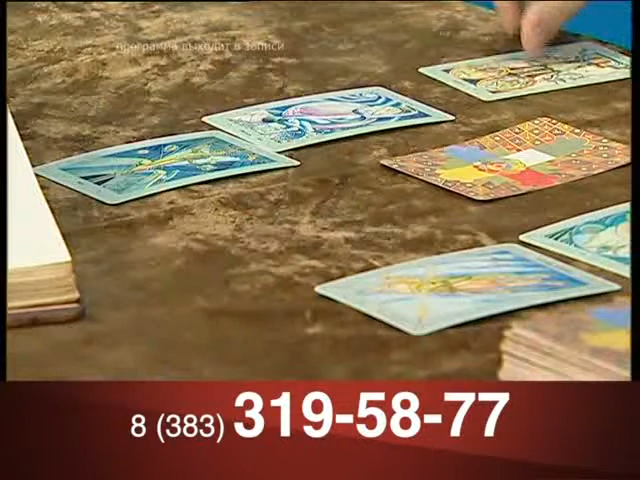 программа выходит в записи
8 (383) 319-58-77